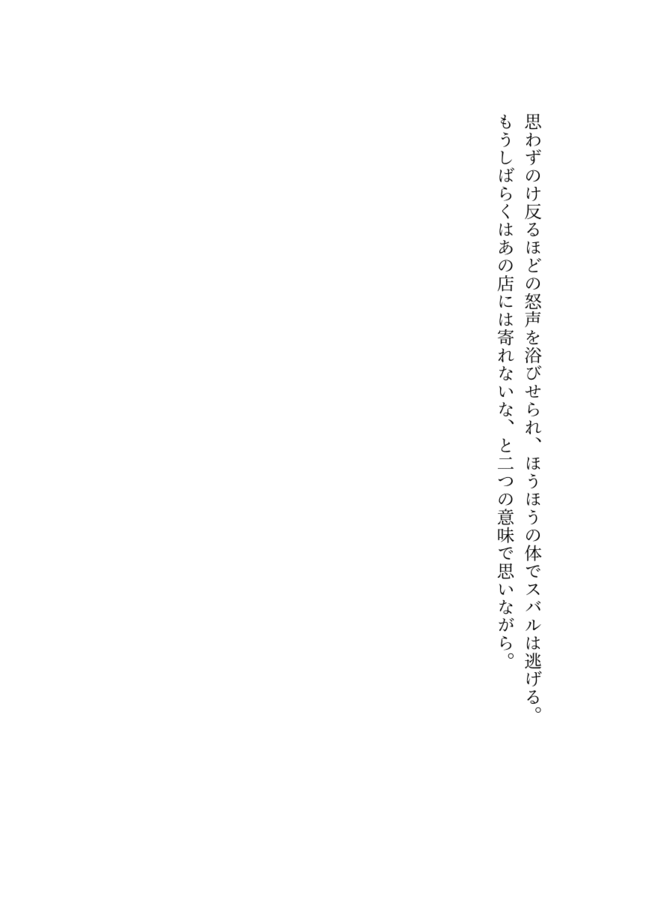 思わずのけ反るほどの怒声を浴びせられ、ほうほうの体でスバルは逃げる。
もうしばらくはあの店には寄れないな、と二つの意味で思いながら。